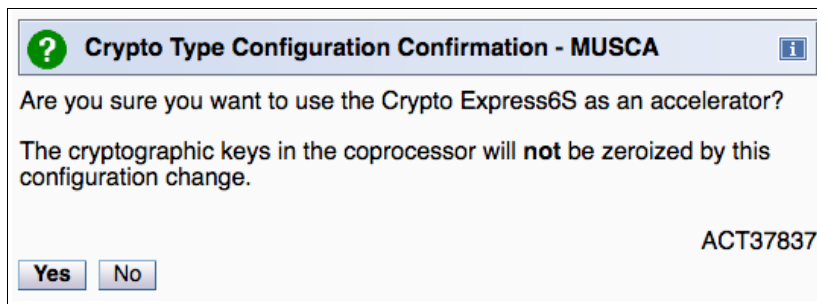 Crypto Type Configuration Confirmation - MUSCA
Are you sure you want to use the Crypto Express6S as an accelerator?
The cryptographic keys in the coprocessor will not be zeroized by this
configuration change.
ACT37837
Yes No